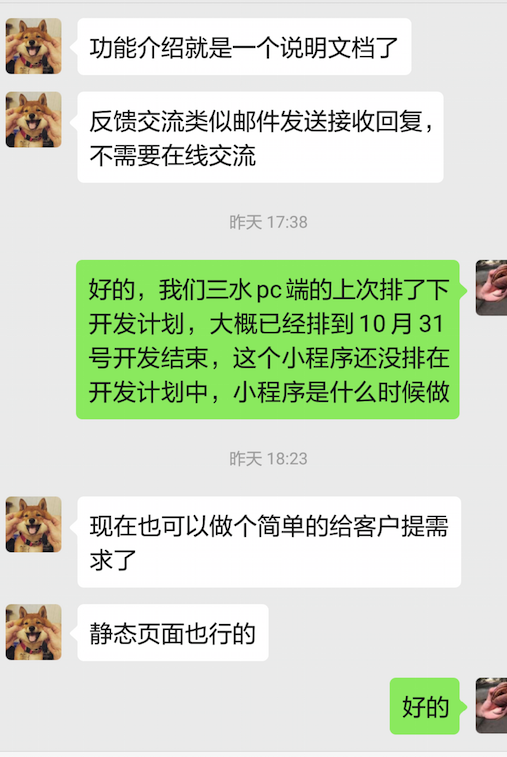 功能介绍就是一个说明文档了
反馈交流类似邮件发送接收回复，
不需要在线交流
昨天 17:38
好的，我们三水pc端的上次排了下
开发计划，大概已经排到10月31
号开发结束，这个小程序还没排在
开发计划中，小程序是什么时候做
昨天 18:23
现在也可以做个简单的给客户提需
求了
静态页面也行的
好的